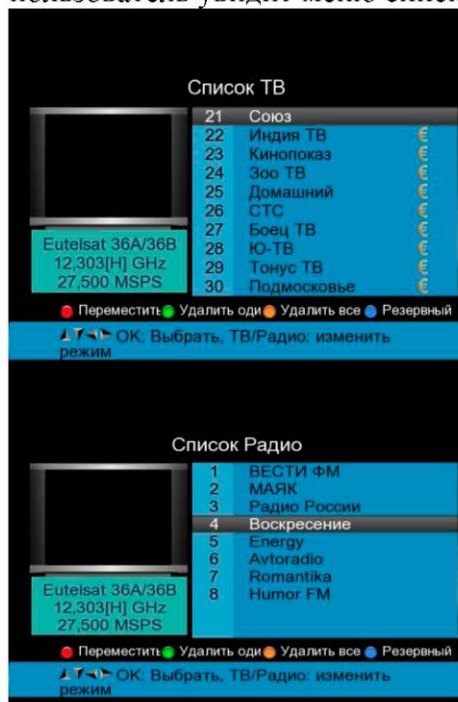 Список ТВ
21 Союз
22 Индия ТВ €
23 Кинопоказ €
24 Зоо ТВ €
25 Домашний €
26 СТС €
27 Боец ТВ €
28 Ю-ТВ €
29 Тонус ТВ €
30 Подмосковье €
Eutelsat 36A/36B
12,303[H] GHz
27,500 MSPS
Переместить Удалить оди Удалить все Резервный
OK: Выбрать, ТВ/Радио: изменить
режим
Список Радио
1 ВЕСТИ ФМ
2 МАЯК
3 Радио России
4 Воскресение
5 Energy
6 Avtoradio
7 Romantika
8 Humor FM
Eutelsat 36A/36B
12,303[H] GHz
27,500 MSPS
Переместить Удалить оди Удалить все Резервный
OK: Выбрать, ТВ/Радио: изменить
режим